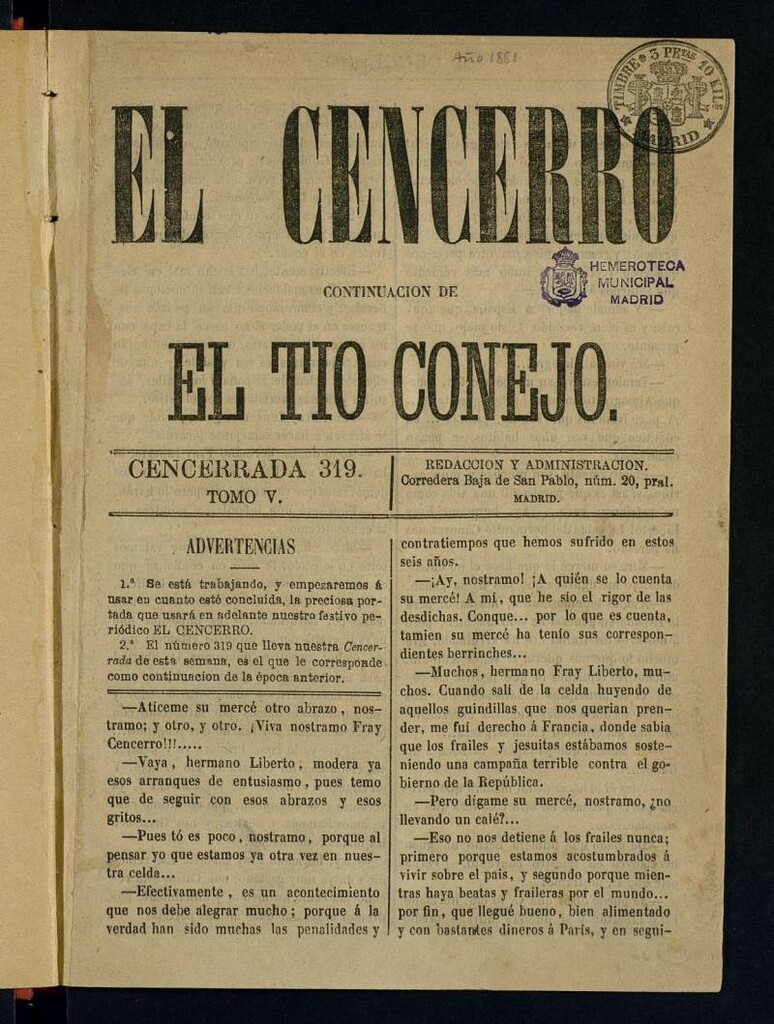 Año 1881
TIMBRE 3 PETAS 10 KILS
MADRID
EL CENCERRO
HEMEROTECA
MUNICIPAL
MADRID
CONTINUACION DE
EL TIO CONEJO.
CENCERRADA 319.
TOMO V.
REDACCION Y ADMINISTRACION.
Corredera Baja de San Pablo, núm. 20, pral.
MADRID.
ADVERTENCIAS
1.ª Se está trabajando, y empezaremos á
usar en cuanto esté concluida, la preciosa por-
tada que usará en adelante nuestro festivo pe-
riódico EL CENCERRO.
2.ª El número 319 que lleva nuestra Cencer-
rada de esta semana, es el que le corresponde
como continuacion de la época anterior.
—Atíceme su mercé otro abrazo, nos-
tramo; y otro, y otro. ¡Viva nostramo Fray
Cencerro!!!.....
—Vaya, hermano Liberto, modera ya
esos arranques de entusiasmo, pues temo
que de seguir con esos abrazos y esos
gritos...
—Pues tó es poco, nostramo, porque al
pensar yo que estamos ya otra vez en nues-
tra celda...
—Efectivamente, es un acontecimiento
que nos debe alegrar mucho; porque á la
verdad han sido muchas las penalidades y
contratiempos que hemos sufrido en estos
seis años.
—¡Ay, nostramo! ¡A quién se lo cuenta
su mercé! A mí, que he sío el rigor de las
desdichas. Conque... por lo que es cuenta,
tamien su mercé ha tenío sus correspon-
dientes berrinches...
—Muchos, hermano Fray Liberto, mu-
chos. Cuando salí de la celda huyendo de
aquellos guindillas que nos querian pren-
der, me fuí derecho á Francia, donde sabia
que los frailes y jesuitas estábamos soste-
niendo una campaña terrible contra el go-
bierno de la República.
—Pero dígame su mercé, nostramo, ¿no
llevando un calé?...
—Eso no nos detiene á los frailes nunca;
primero porque estamos acostumbrados á
vivir sobre el pais, y segundo porque mien-
tras haya beatas y fraileras por el mundo...
por fin, que llegué bueno, bien alimentado
y con bastantes dineros á París, y en segui-